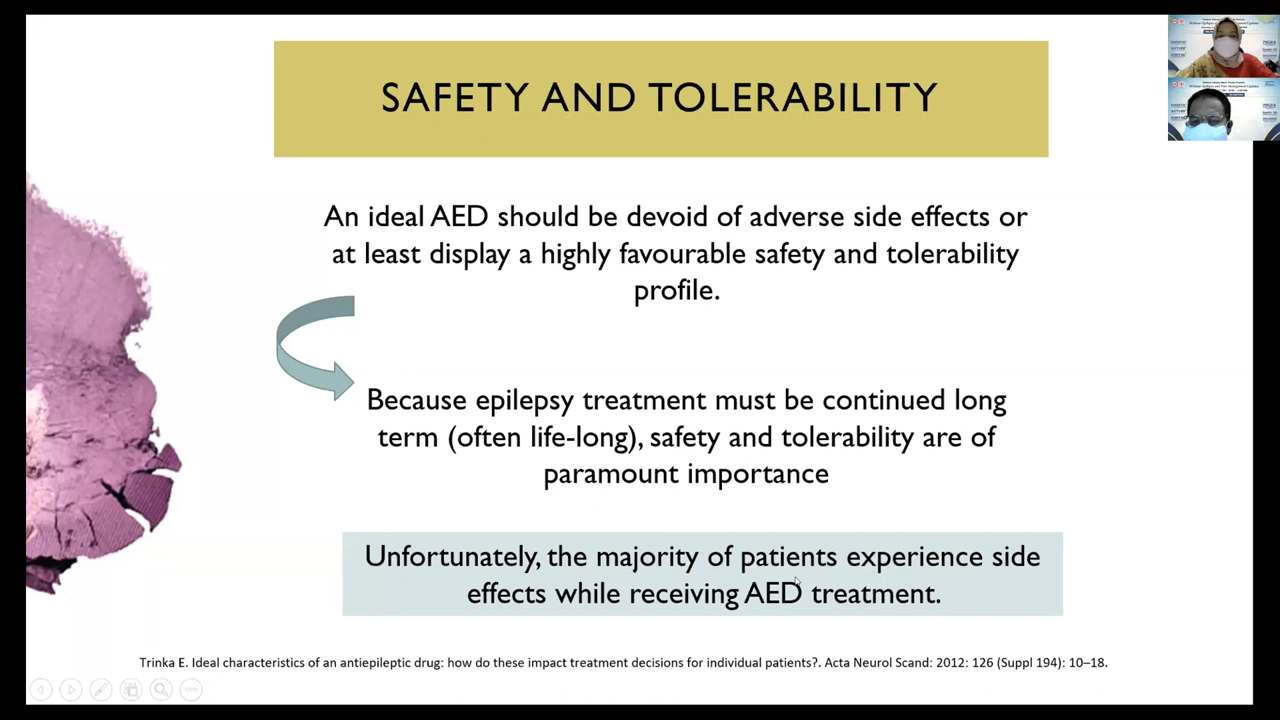 SAFETY AND TOLERABILITY
An ideal AED should be devoid of adverse side effects or
at least display a highly favourable safety and tolerability
profile.
Because epilepsy treatment must be continued long
term (often life-long), safety and tolerability are of
paramount importance
Unfortunately, the majority of patients experience side
effects while receiving AED treatment.
Trinka E. Ideal characteristics of an antiepileptic drug: how do these impact treatment decisions for individual patients?. Acta Neurol Scand: 2012: 126 (Suppl 194): 10–18.